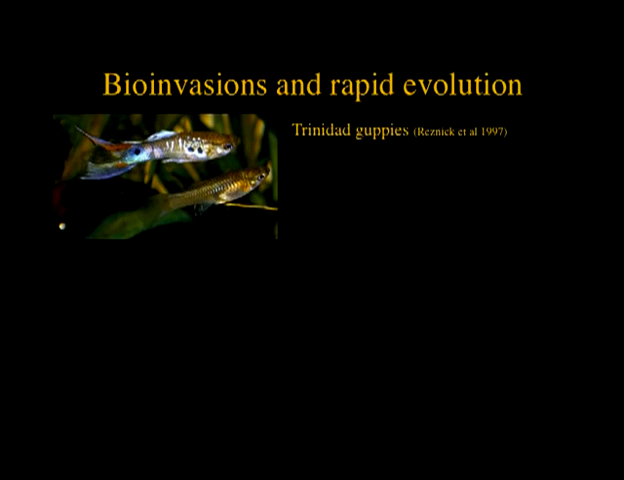 Bioinvasions and rapid evolution
Trinidad guppies (Reznick et al 1997)